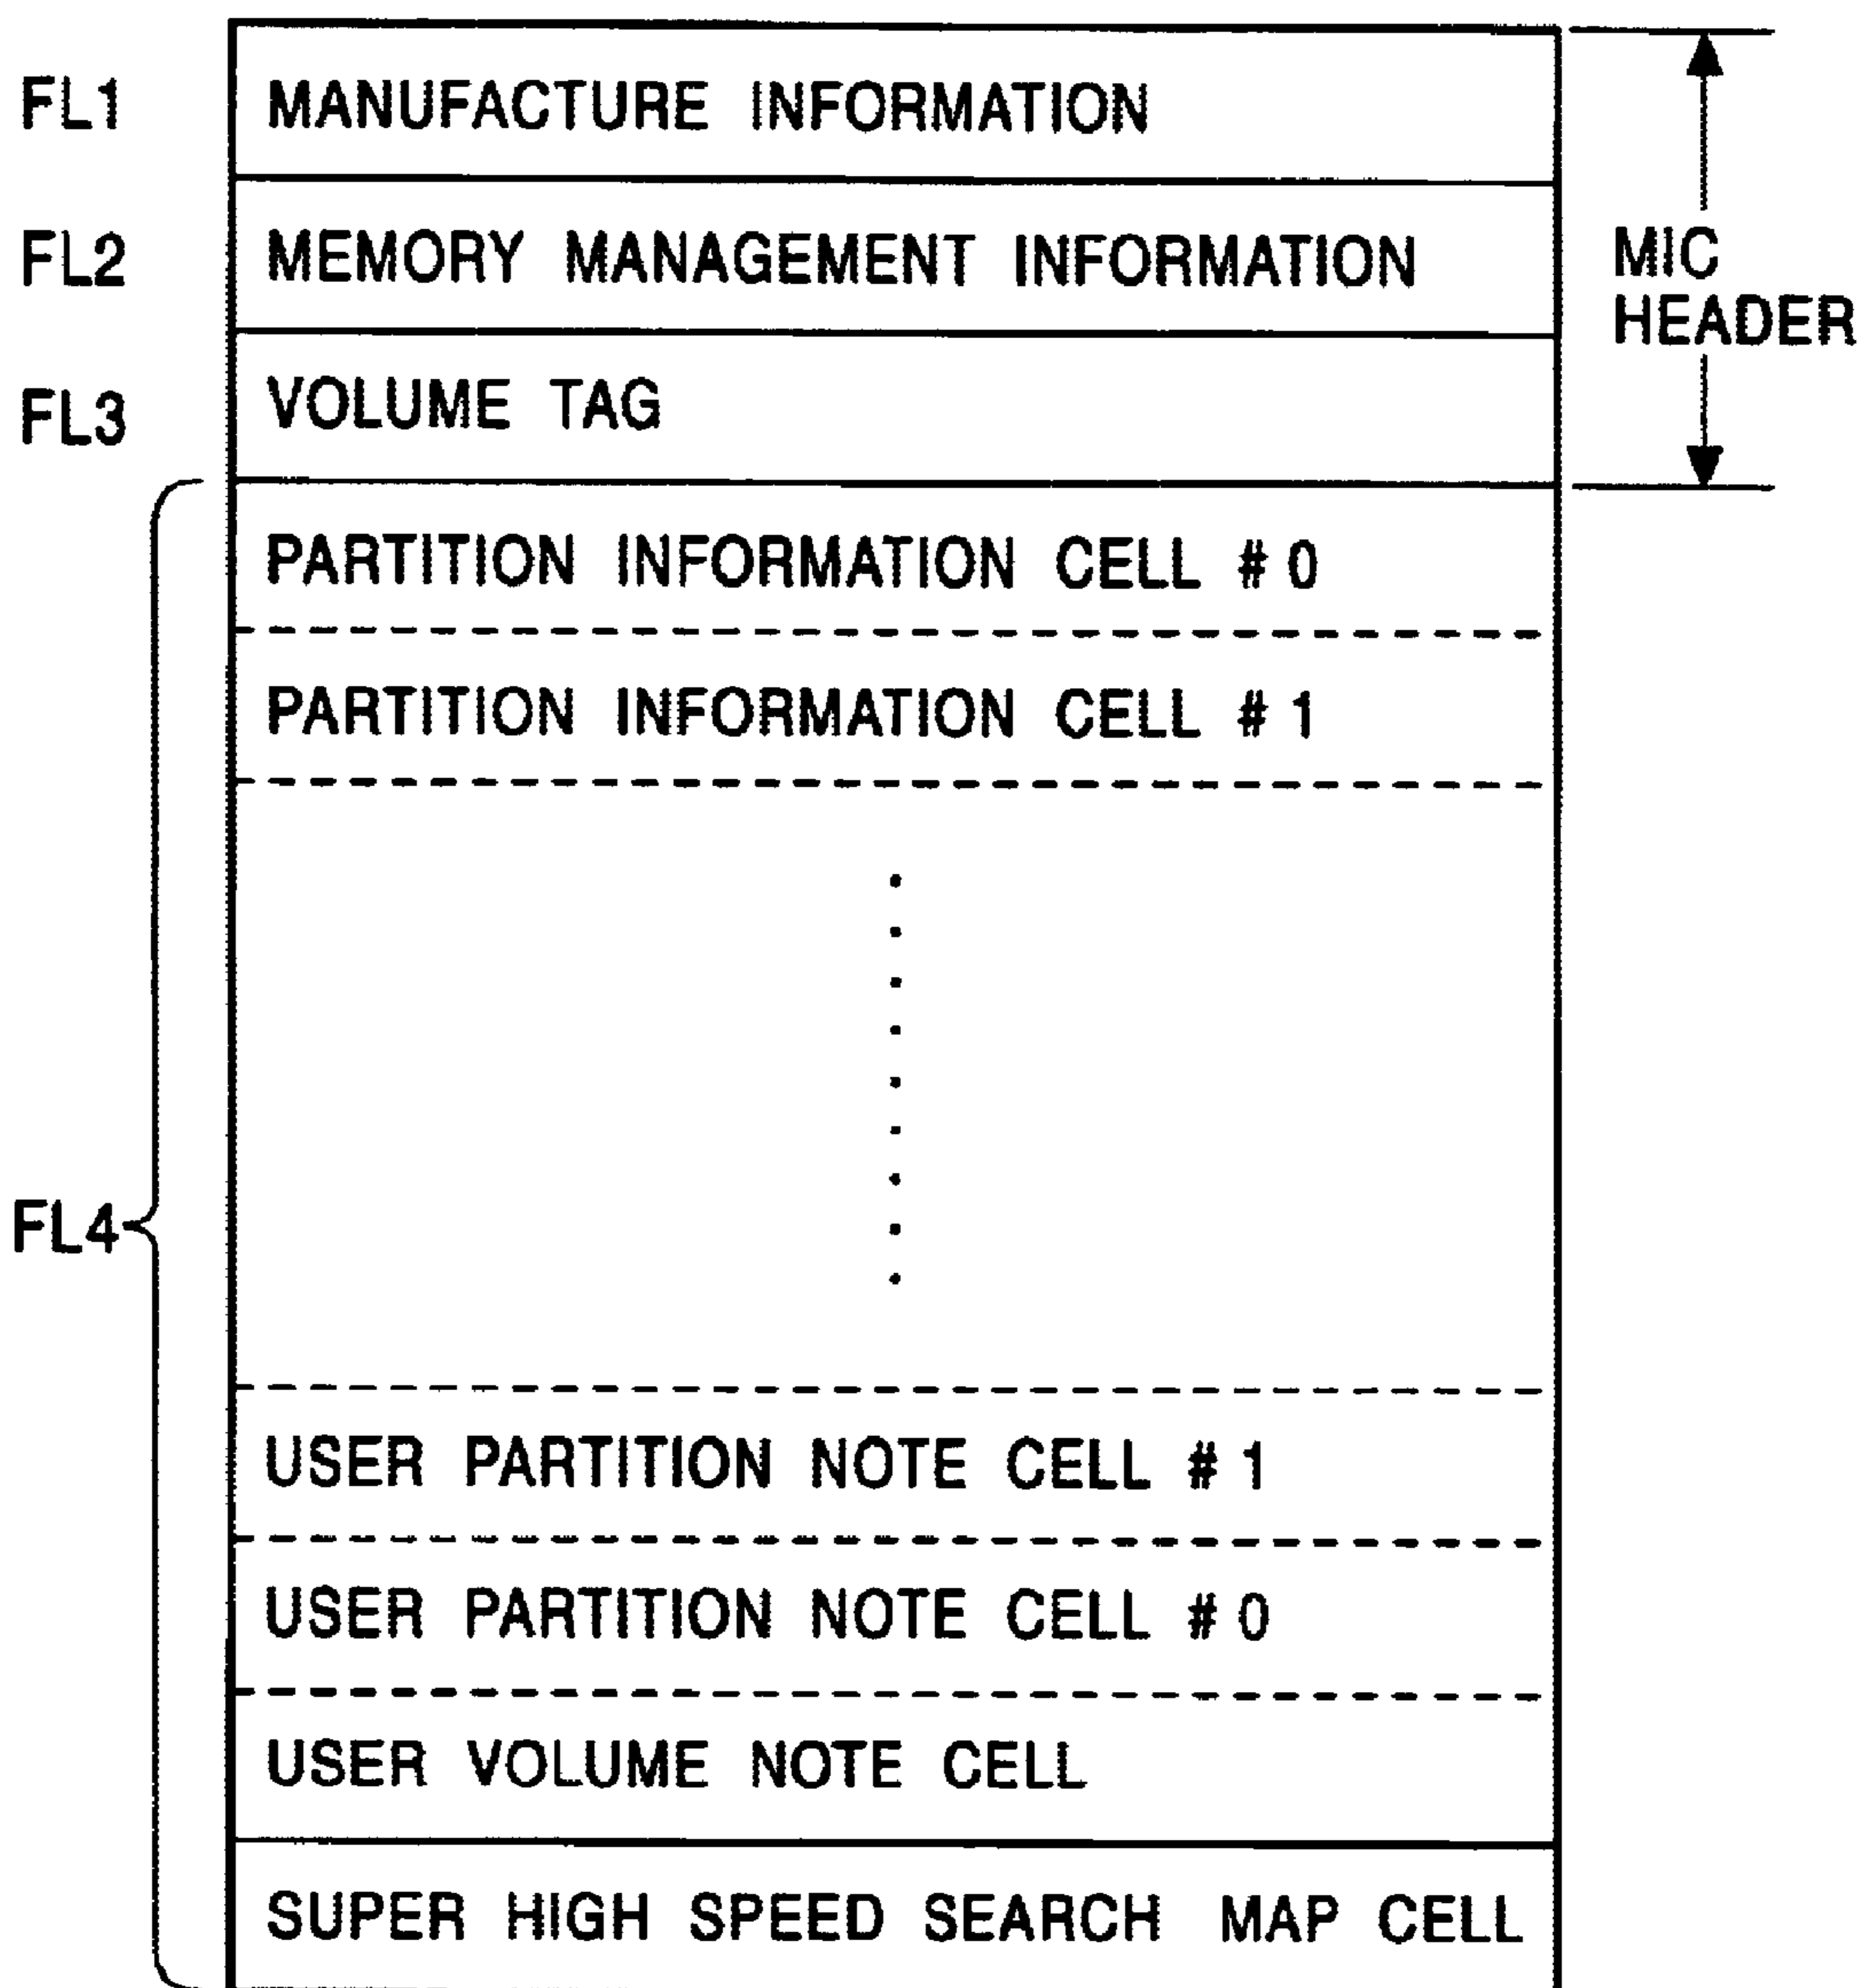 FL1 MANUFACTURE INFORMATION
FL2 MEMORY MANAGEMENT INFORMATION
MIC
HEADER
FL3 VOLUME TAG
PARTITION INFORMATION CELL # 0
PARTITION INFORMATION CELL # 1
FL4
USER PARTITION NOTE CELL # 1
USER PARTITION NOTE CELL # 0
USER VOLUME NOTE CELL
SUPER HIGH SPEED SEARCH MAP CELL